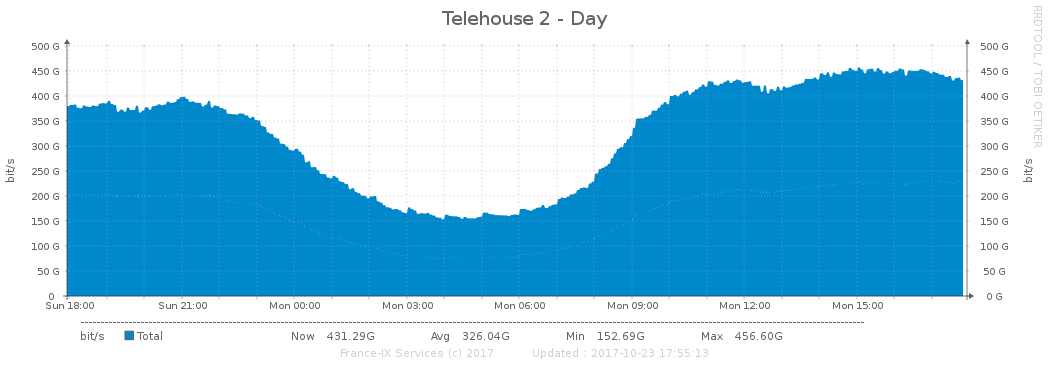 Telehouse 2 - Day
RRDTOOL / TOBI OETIKER
bit/s
500 G 500 G
450 G 450 G
400 G 400 G
350 G 350 G
300 G 300 G
250 G 250 G
200 G 200 G
150 G 150 G
100 G 100 G
50 G 50 G
0 0 G
bit/s
Sun 18:00 Sun 21:00 Mon 00:00 Mon 03:00 Mon 06:00 Mon 09:00 Mon 12:00 Mon 15:00
bit/s Total Now 431.29G Avg 326.04G Min 152.69G Max 456.60G
France-IX Services (c) 2017 Updated : 2017-10-23 17:55:13